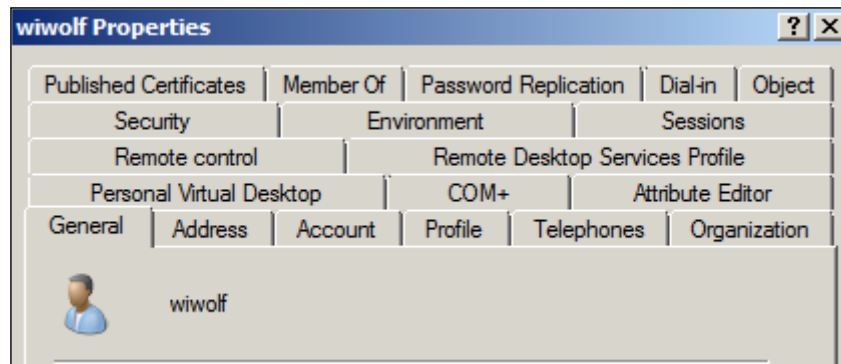 wiwolf Properties ? X
Published Certificates Member Of Password Replication Dial-in Object
Security Environment Sessions
Remote control Remote Desktop Services Profile
Personal Virtual Desktop COM+ Attribute Editor
General Address Account Profile Telephones Organization
wiwolf